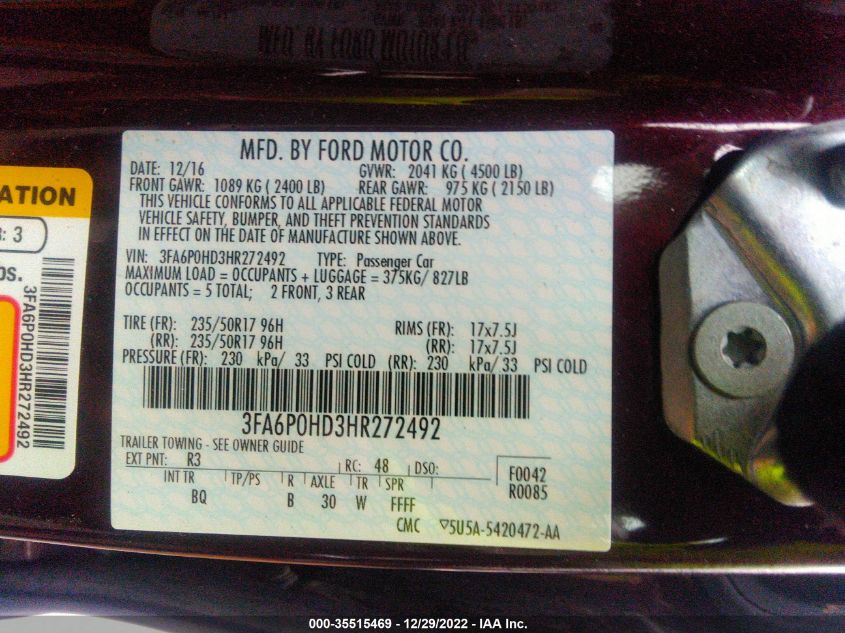 MFD. BY FORD MOTOR CO.
DATE: 12/16 GVWR: 2041 KG (4500 LB)
FRONT GAWR: 1089 KG (2400 LB) REAR GAWR: 975 KG (2150 LB)
THIS VEHICLE CONFORMS TO ALL APPLICABLE FEDERAL MOTOR
VEHICLE SAFETY, BUMPER, AND THEFT PREVENTION STANDARDS
IN EFFECT ON THE DATE OF MANUFACTURE SHOWN ABOVE.
VIN: 3FA6P0HD3HR272492 TYPE: Passenger Car
MAXIMUM LOAD = OCCUPANTS + LUGGAGE = 375KG/ 827LB
OCCUPANTS = 5 TOTAL; 2 FRONT, 3 REAR
TIRE (FR): 235/50R17 96H RIMS (FR): 17x7.5J
(RR): 235/50R17 96H (RR): 17x7.5J
PRESSURE (FR): 230 kPa/ 33 PSI COLD (RR): 230 kPa/ 33 PSI COLD
3FA6P0HD3HR272492
TRAILER TOWING - SEE OWNER GUIDE
EXT PNT: R3 RC: 48 DSO: F0042
INT TR TP/PS R AXLE TR SPR R0085
BQ B 30 W FFFF
CMC ▽5U5A-5420472-AA
ATION
: 3
3FA6P0HD3HR272492
000-35515469 - 12/29/2022 - IAA Inc.